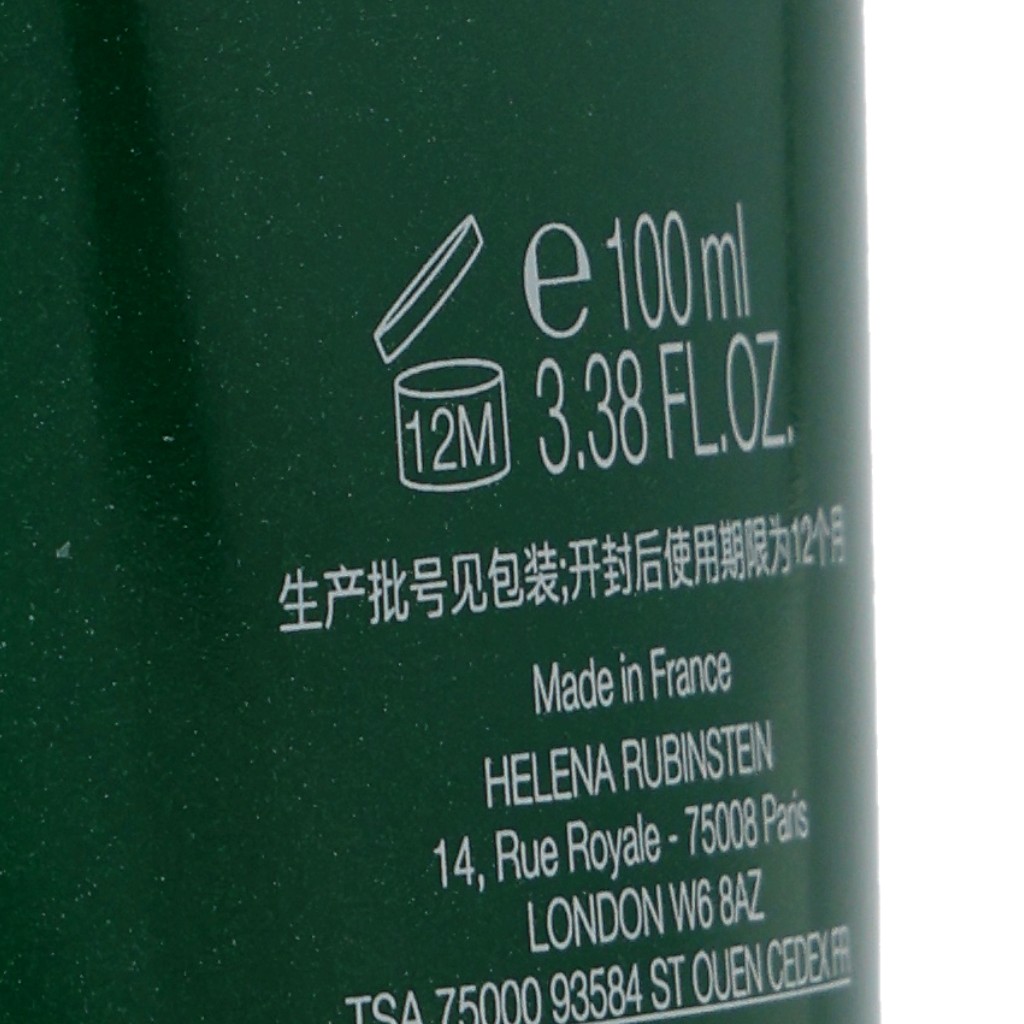 e 100 ml
12M 3.38 FL.OZ.
生产批号见包装;开封后使用期限为12个月
Made in France
HELENA RUBINSTEIN
14, Rue Royale - 75008 Paris
LONDON W6 8AZ
TSA 75000 93584 ST OUEN CEDEX FR